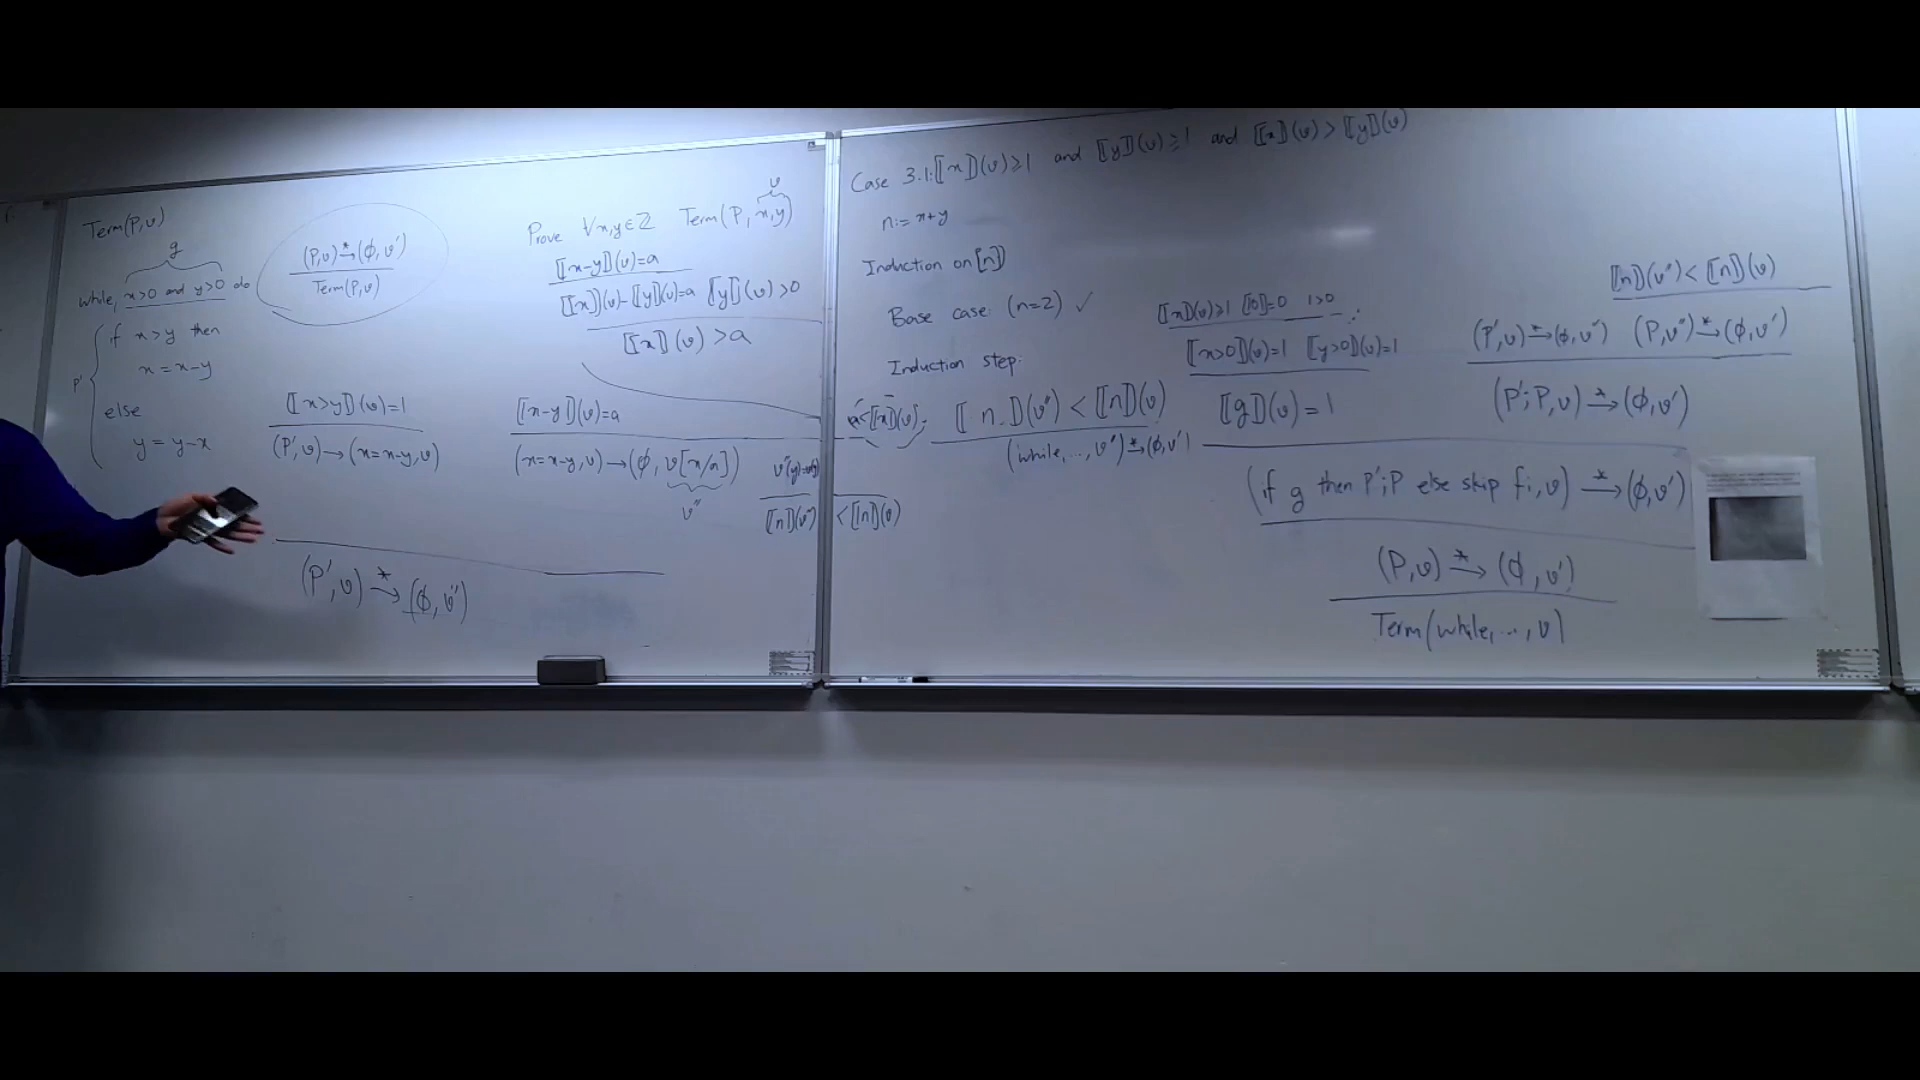 Term(P,v)
g
while, x>0 and y>0 do
P' { if x>y then
x = x-y
else
y = y-x
(P,v) →* (ϕ,v')
Term(P,v)
Prove ∀x,y∈ℤ Term(P, x,y)
v
⟦x-y⟧(v)=a
⟦x⟧(v)-⟦y⟧(v)=a ⟦y⟧(v)>0
⟦x⟧(v) > a
⟦x>y⟧(v)=1
(P',v) → (x=x-y,v)
⟦x-y⟧(v)=a
(x=x-y,v) → (ϕ, v[x/a])
v''
⟦n⟧(v'') < ⟦n⟧(v)
(P',v) →* (ϕ,v'')
Case 3.1: ⟦x⟧(v)≥1 and ⟦y⟧(v)≥1 and ⟦x⟧(v) > ⟦y⟧(v)
n:= x+y
Induction on ⟦n⟧
Base case: (n=2) ✓
Induction step:
a<⟦x⟧(v)
⟦n⟧(v'') < ⟦n⟧(v)
(while,..., v'') →* (ϕ,v')
⟦x⟧(v)≥1 ⟦0⟧=0 1>0
⟦x>0⟧(v)=1 ⟦y>0⟧(v)=1
⟦g⟧(v) = 1
⟦n⟧(v'') < ⟦n⟧(v)
(P',v) →* (ϕ,v'') (P,v'') →* (ϕ,v')
(P';P,v) →* (ϕ,v')
(if g then P';P else skip fi, v) →* (ϕ,v')
(P,v) →* (ϕ,v')
Term(while,..., v)